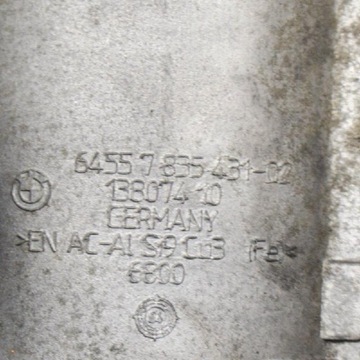 6455 7 835 431-02
138074 10
GERMANY
>EN AC-Al Si9 Cu3 (Fe)<
6800